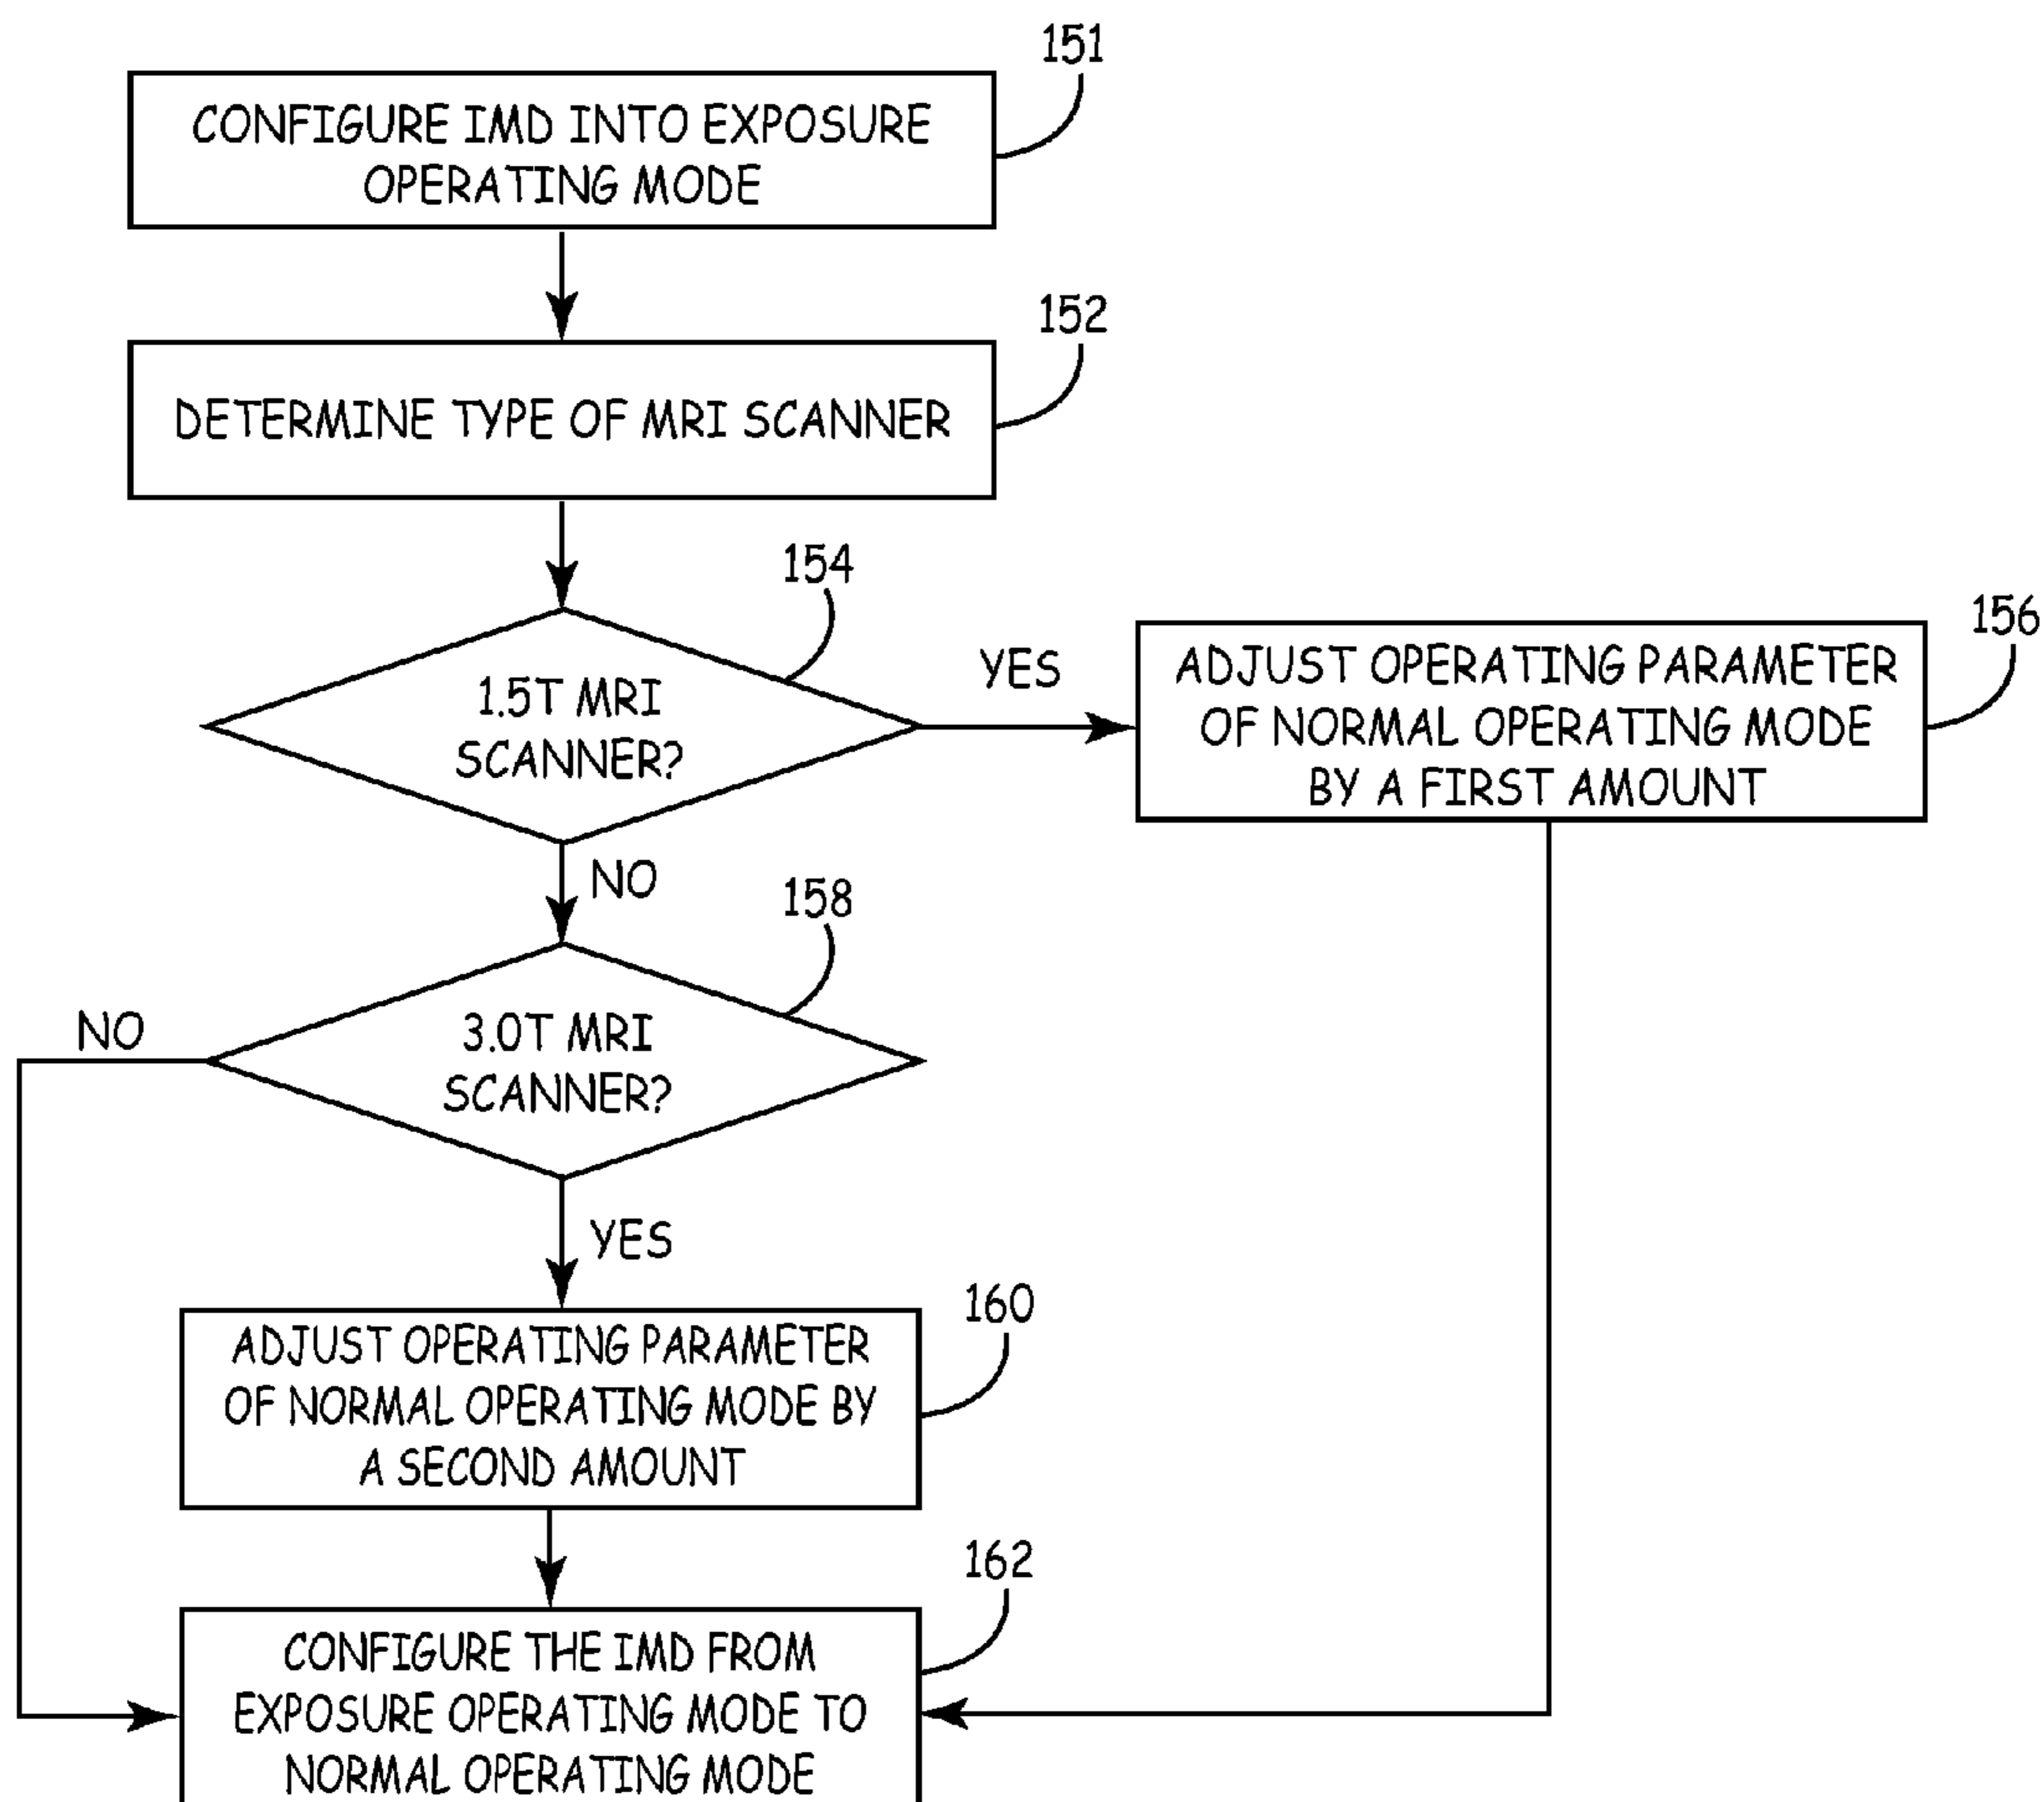 151
CONFIGURE IMD INTO EXPOSURE
OPERATING MODE
152
DETERMINE TYPE OF MRI SCANNER
154
1.5T MRI
SCANNER?
YES
156
ADJUST OPERATING PARAMETER
OF NORMAL OPERATING MODE
BY A FIRST AMOUNT
NO
158
3.0T MRI
SCANNER?
NO
YES
160
ADJUST OPERATING PARAMETER
OF NORMAL OPERATING MODE BY
A SECOND AMOUNT
162
CONFIGURE THE IMD FROM
EXPOSURE OPERATING MODE TO
NORMAL OPERATING MODE